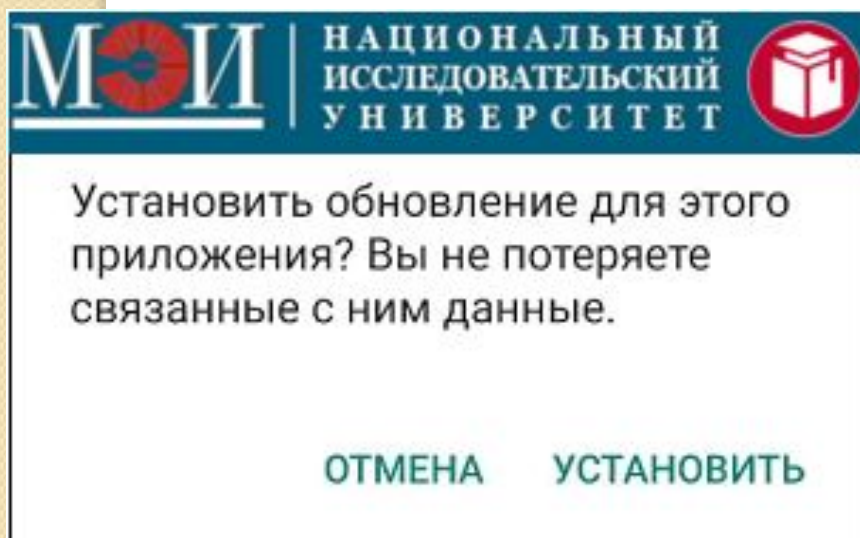 МЭИ
НАЦИОНАЛЬНЫЙ
ИССЛЕДОВАТЕЛЬСКИЙ
УНИВЕРСИТЕТ
Установить обновление для этого
приложения? Вы не потеряете
связанные с ним данные.
ОТМЕНА УСТАНОВИТЬ